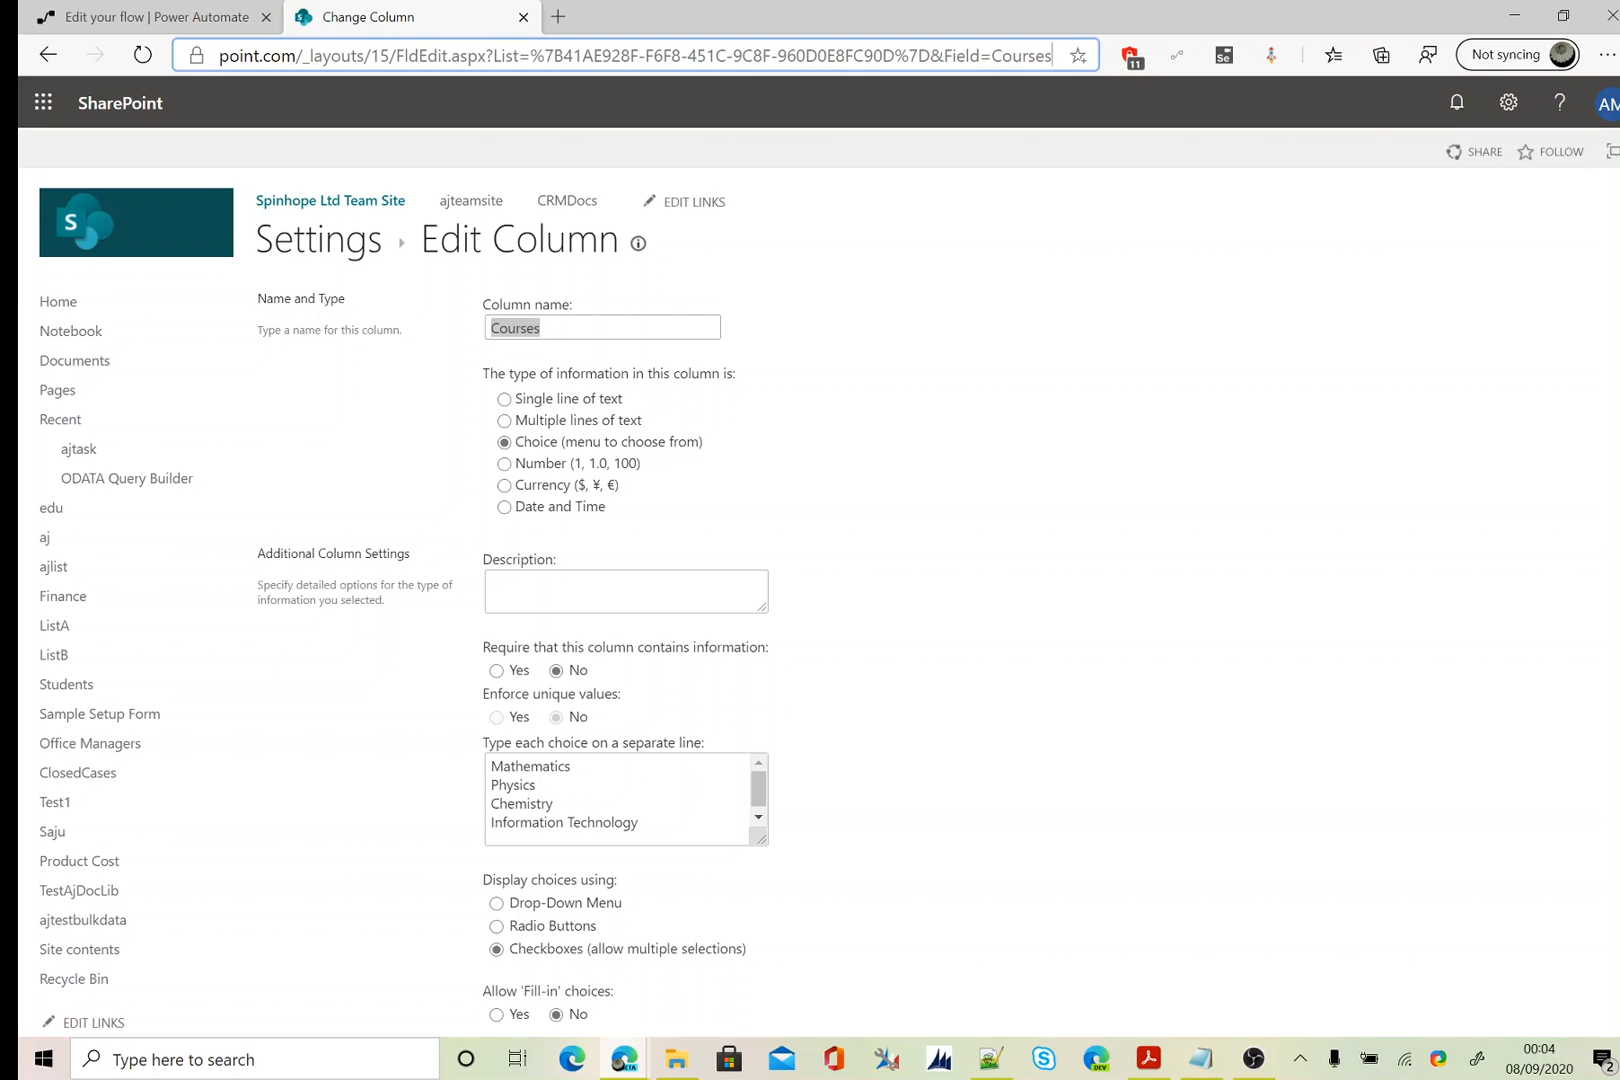 Edit your flow | Power Automate
Change Column
point.com/_layouts/15/FldEdit.aspx?List=%7B41AE928F-F6F8-451C-9C8F-960D0E8FC90D%7D&Field=Courses
11
Se
Not syncing
SharePoint
AM
SHARE
FOLLOW
S
Spinhope Ltd Team Site
ajteamsite
CRMDocs
EDIT LINKS
Settings
Edit Column
Home
Notebook
Documents
Pages
Recent
ajtask
ODATA Query Builder
edu
aj
ajlist
Finance
ListA
ListB
Students
Sample Setup Form
Office Managers
ClosedCases
Test1
Saju
Product Cost
TestAjDocLib
ajtestbulkdata
Site contents
Recycle Bin
EDIT LINKS
Name and Type
Type a name for this column.
Column name:
Courses
The type of information in this column is:
Single line of text
Multiple lines of text
Choice (menu to choose from)
Number (1, 1.0, 100)
Currency ($, ¥, €)
Date and Time
Additional Column Settings
Specify detailed options for the type of
information you selected.
Description:
Require that this column contains information:
Yes No
Enforce unique values:
Yes No
Type each choice on a separate line:
Mathematics
Physics
Chemistry
Information Technology
Display choices using:
Drop-Down Menu
Radio Buttons
Checkboxes (allow multiple selections)
Allow 'Fill-in' choices:
Yes No
Type here to search
BETA
DEV
00:04
08/09/2020
2